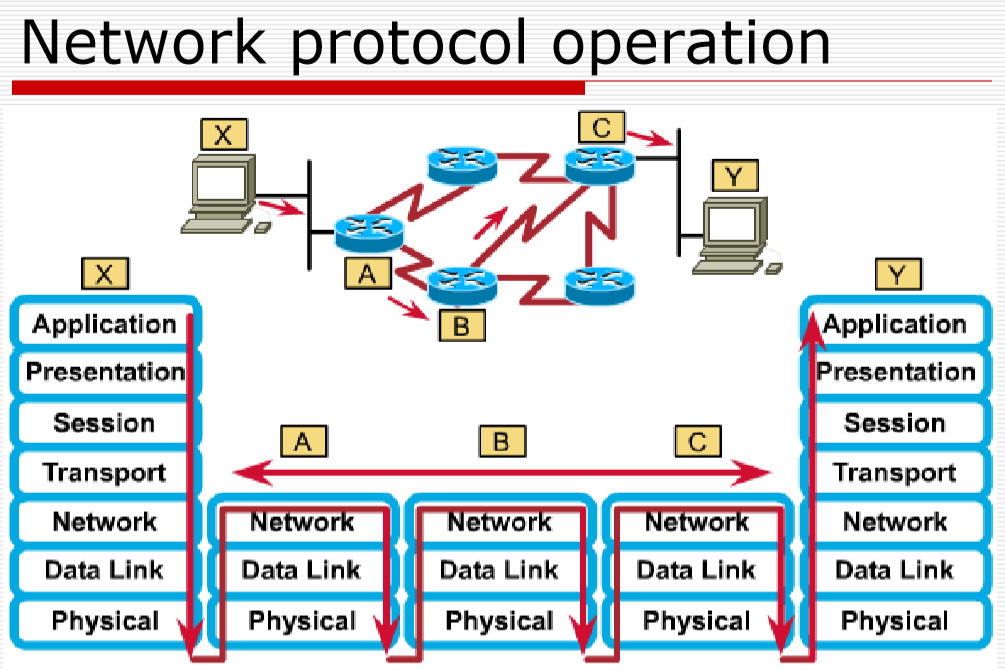 Network protocol operation
X
C
Y
A
B
X
Y
Application
Presentation
Session
Transport
Network
Data Link
Physical
A
B
C
Network
Data Link
Physical
Network
Data Link
Physical
Network
Data Link
Physical
Application
Presentation
Session
Transport
Network
Data Link
Physical